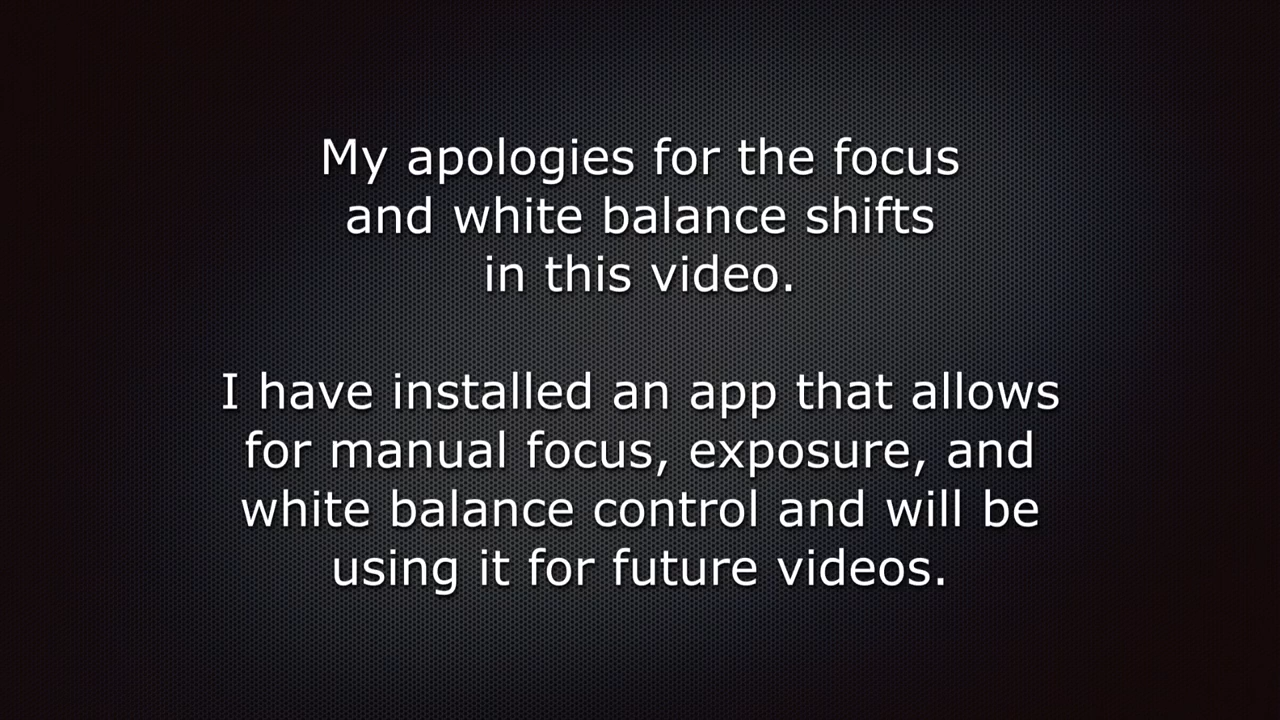 My apologies for the focus
and white balance shifts
in this video.
I have installed an app that allows
for manual focus, exposure, and
white balance control and will be
using it for future videos.